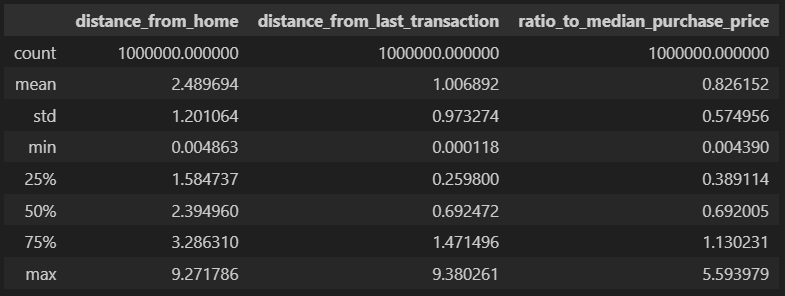 distance_from_home distance_from_last_transaction ratio_to_median_purchase_price
count 1000000.000000 1000000.000000 1000000.000000
mean 2.489694 1.006892 0.826152
std 1.201064 0.973274 0.574956
min 0.004863 0.000118 0.004390
25% 1.584737 0.259800 0.389114
50% 2.394960 0.692472 0.692005
75% 3.286310 1.471496 1.130231
max 9.271786 9.380261 5.593979